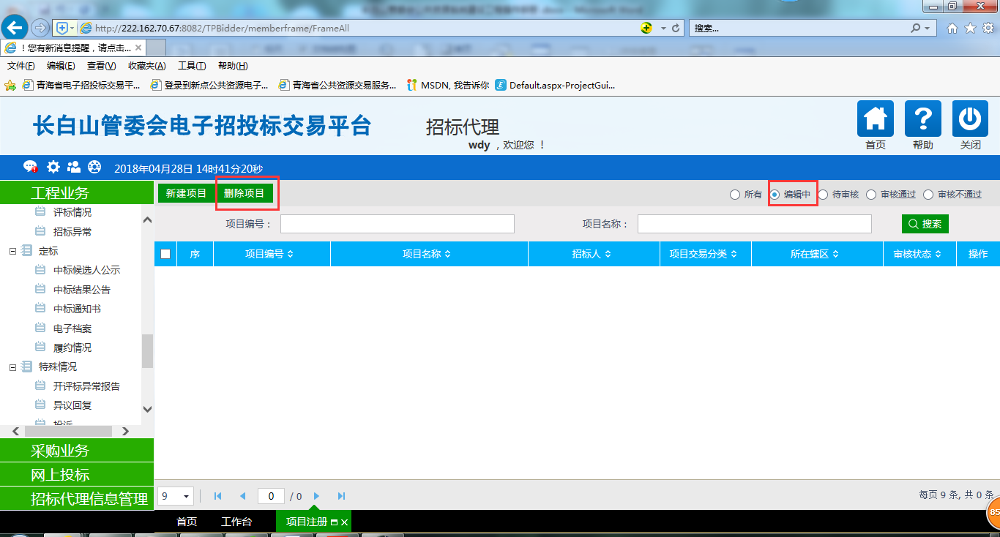 http://222.162.70.67:8082/TPBidder/memberframe/FrameAll
搜索...
！您有新消息提醒，请点击...
文件(F) 编辑(E) 查看(V) 收藏夹(A) 工具(T) 帮助(H)
青海省电子招投标交易平... 登录到新点公共资源电子... 青海省公共资源交易服务... MSDN, 我告诉你 Default.aspx-ProjectGui...
长白山管委会电子招投标交易平台
招标代理
wdy ，欢迎您 ！
首页 帮助 关闭
2018年04月28日 14时41分20秒
工程业务
新建项目 删除项目
所有 编辑中 待审核 审核通过 审核不通过
评标情况
招标异常
定标
中标候选人公示
中标结果公告
中标通知书
电子档案
履约情况
特殊情况
开评标异常报告
异议回复
投诉
项目编号： 项目名称： 搜索
序 项目编号 项目名称 招标人 项目交易分类 所在辖区 审核状态 操作
采购业务
网上投标
招标代理信息管理
9 0 / 0
每页 9 条, 共 0 条
85
首页 工作台 项目注册